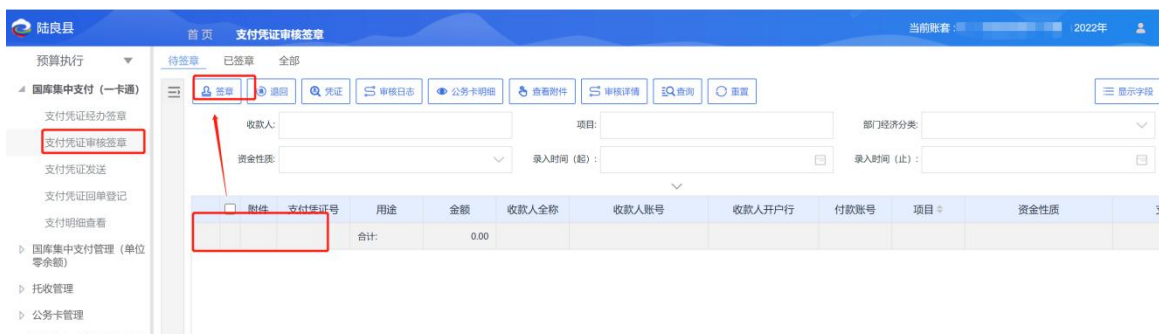 陆良县
首页 支付凭证审核签章
当前账套:
2022年
预算执行
待签章 已签章 全部
国库集中支付（一卡通）
签章 退回 凭证 审核日志 公务卡明细 查看附件 审核详情 查询 重置 显示字段
支付凭证经办签章
收款人: 项目: 部门经济分类:
支付凭证审核签章
资金性质: 录入时间（起）: 录入时间（止）:
支付凭证发送
支付凭证回单登记
附件 支付凭证号 用途 金额 收款人全称 收款人账号 收款人开户行 付款账号 项目 资金性质
支付明细查看
合计: 0.00
国库集中支付管理（单位
零余额）
托收管理
公务卡管理